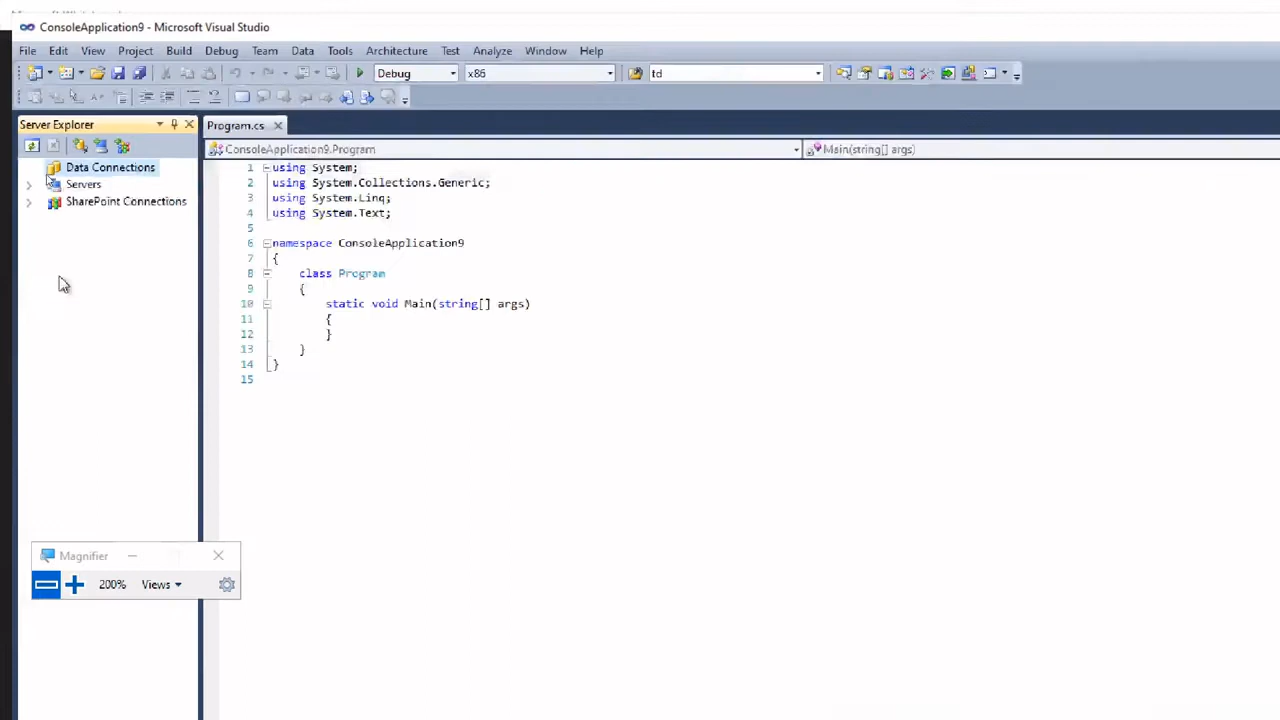 ConsoleApplication9 - Microsoft Visual Studio
File Edit View Project Build Debug Team Data Tools Architecture Test Analyze Window Help
Debug x86 td
Server Explorer
Program.cs
ConsoleApplication9.Program
Main(string[] args)
Data Connections
Servers
SharePoint Connections
1 using System;
2 using System.Collections.Generic;
3 using System.Linq;
4 using System.Text;
5
6 namespace ConsoleApplication9
7 {
8 class Program
9 {
10 static void Main(string[] args)
11 {
12 }
13 }
14 }
15
Magnifier
200% Views